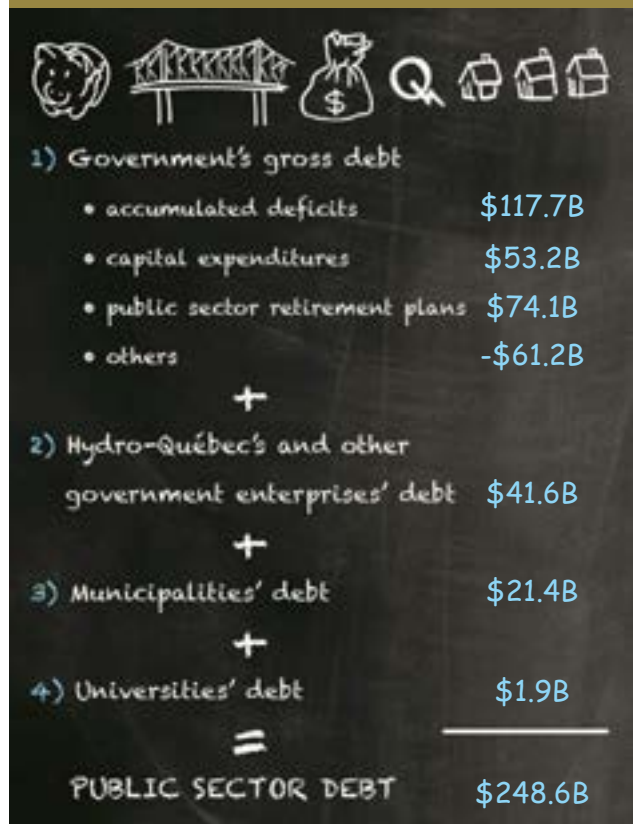 $
Q
1) Government's gross debt
• accumulated deficits $117.7B
• capital expenditures $53.2B
• public sector retirement plans $74.1B
• others -$61.2B
+
2) Hydro-Québec's and other
government enterprises' debt $41.6B
+
3) Municipalities' debt $21.4B
+
4) Universities' debt $1.9B
=
PUBLIC SECTOR DEBT $248.6B